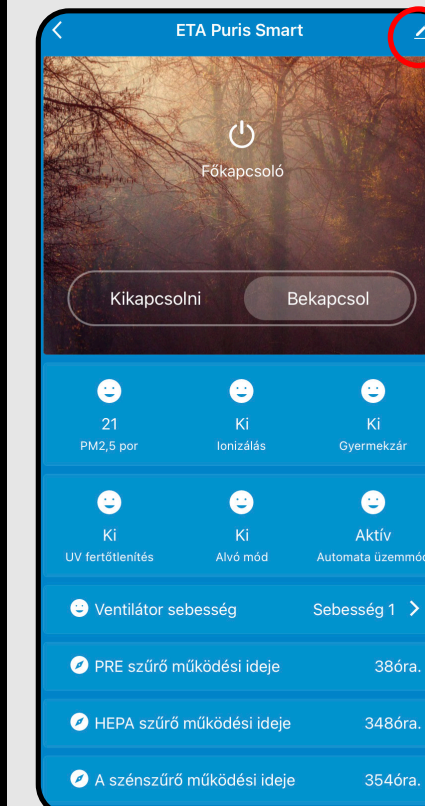 ETA Puris Smart
Főkapcsoló
Kikapcsolni Bekapcsol
21 Ki Ki
PM2,5 por Ionizálás Gyermekzár
Ki Ki Aktív
UV fertőtlenítés Alvó mód Automata üzemmód
Ventilátor sebesség Sebesség 1
PRE szűrő működési ideje 38óra.
HEPA szűrő működési ideje 348óra.
A szénszűrő működési ideje 354óra.